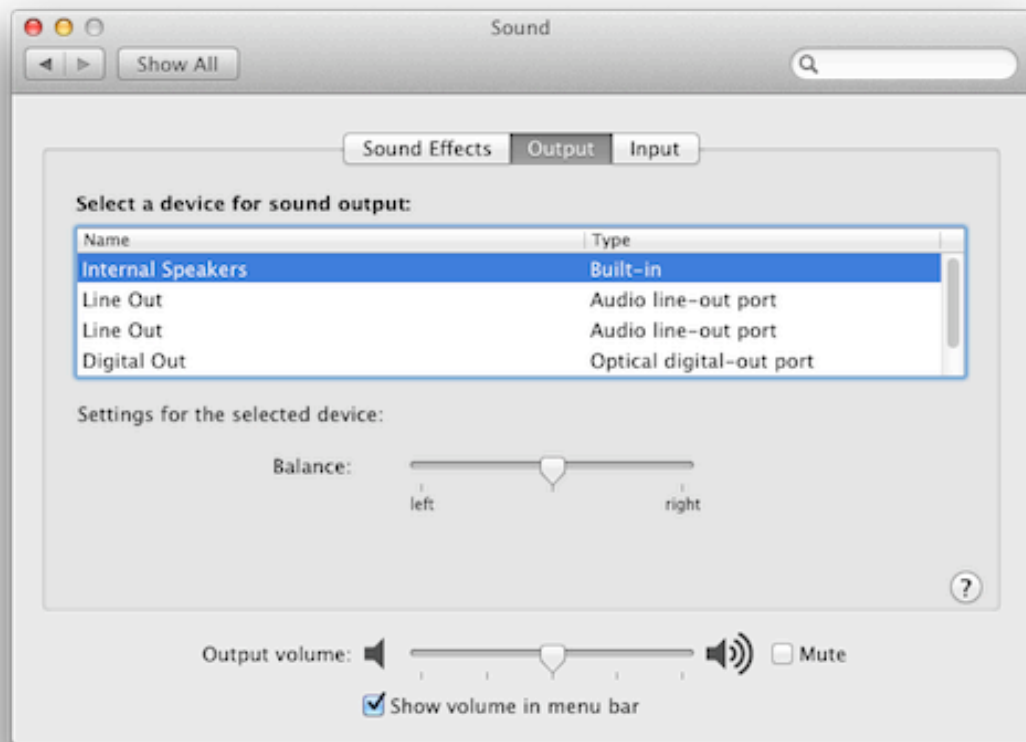 Sound
Show All
Sound Effects Output Input
Select a device for sound output:
Name Type
Internal Speakers Built-in
Line Out Audio line-out port
Line Out Audio line-out port
Digital Out Optical digital-out port
Settings for the selected device:
Balance:
left right
?
Output volume: Mute
Show volume in menu bar